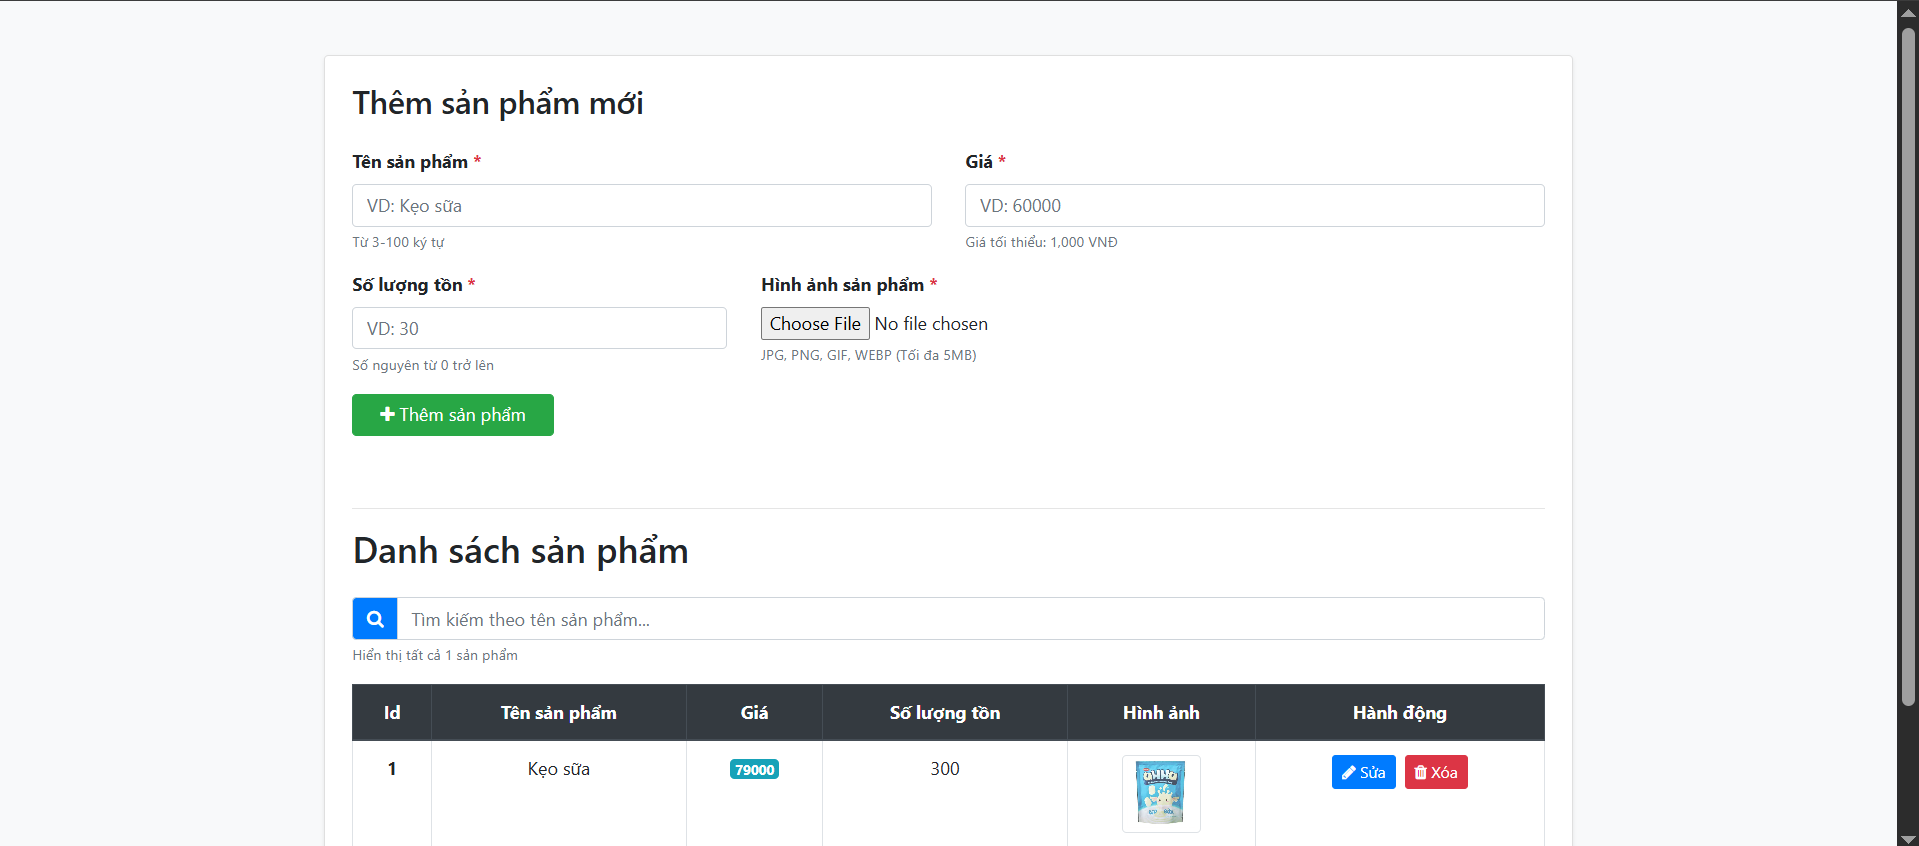 Thêm sản phẩm mới
Tên sản phẩm * Giá *
VD: Kẹo sữa VD: 60000
Từ 3-100 ký tự Giá tối thiểu: 1,000 VNĐ
Số lượng tồn * Hình ảnh sản phẩm *
VD: 30 Choose File No file chosen
Số nguyên từ 0 trở lên JPG, PNG, GIF, WEBP (Tối đa 5MB)
Thêm sản phẩm
Danh sách sản phẩm
Tìm kiếm theo tên sản phẩm...
Hiển thị tất cả 1 sản phẩm
Id Tên sản phẩm Giá Số lượng tồn Hình ảnh Hành động
1 Kẹo sữa 79000 300 Sửa Xóa